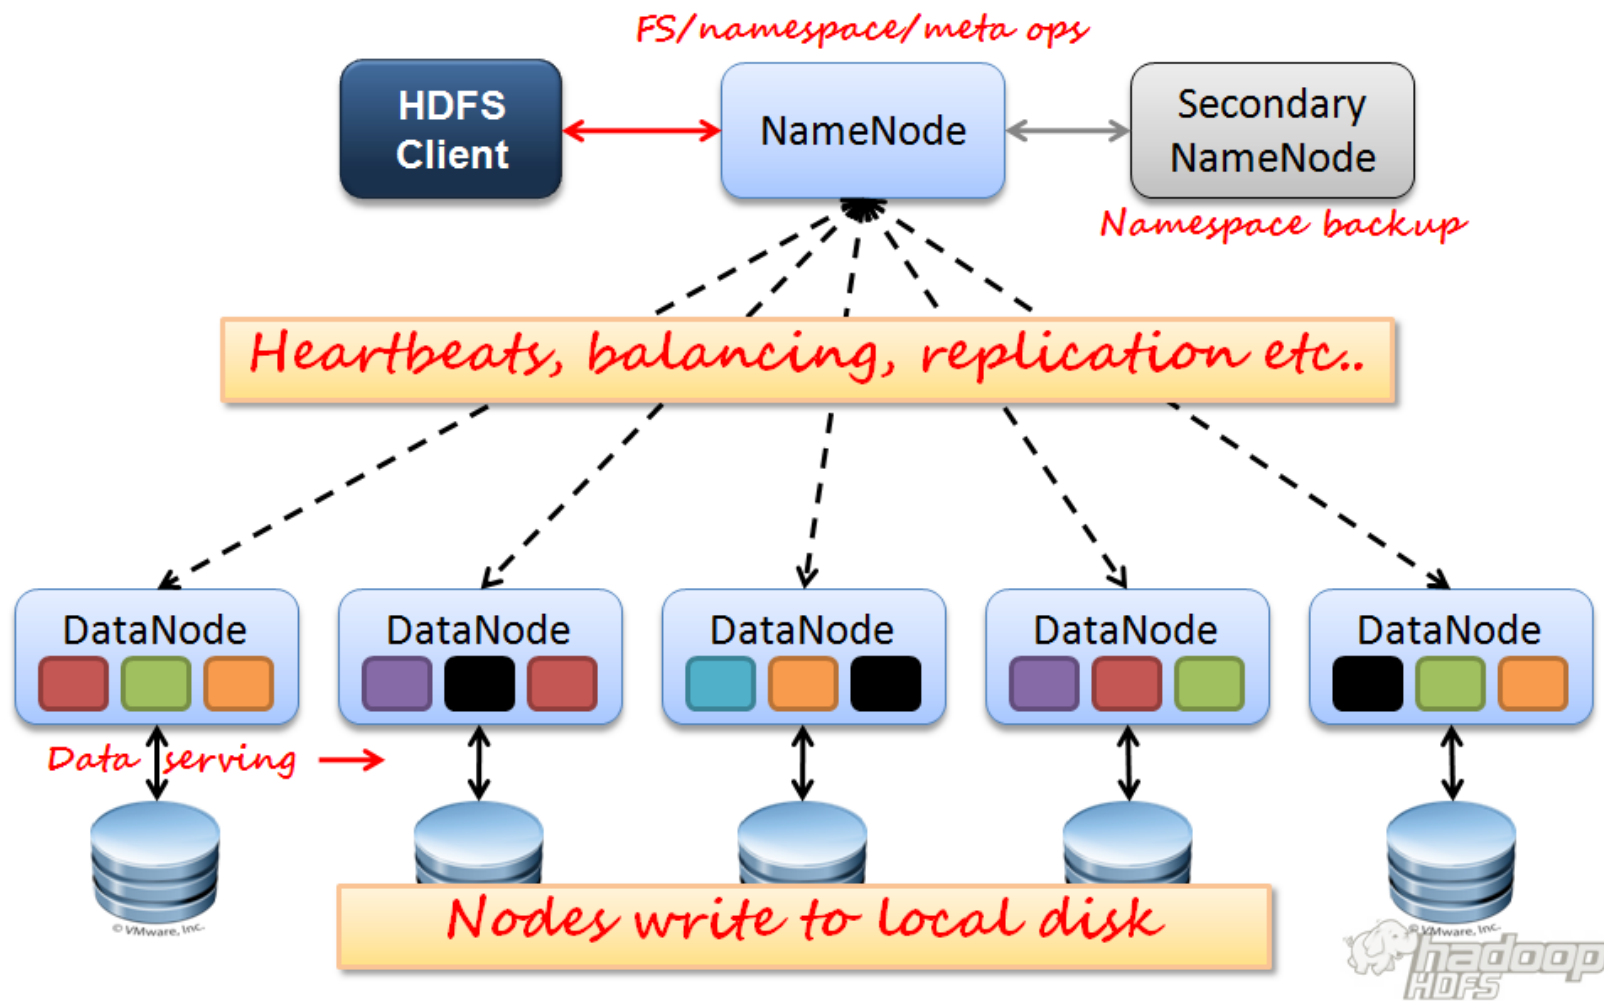 FS/namespace/meta ops
HDFS
Client
NameNode
Secondary
NameNode
Namespace backup
Heartbeats, balancing, replication etc..
DataNode
DataNode
DataNode
DataNode
DataNode
Data serving
Nodes write to local disk
© VMware, Inc.
© VMware, Inc.
hadoop
HDFS